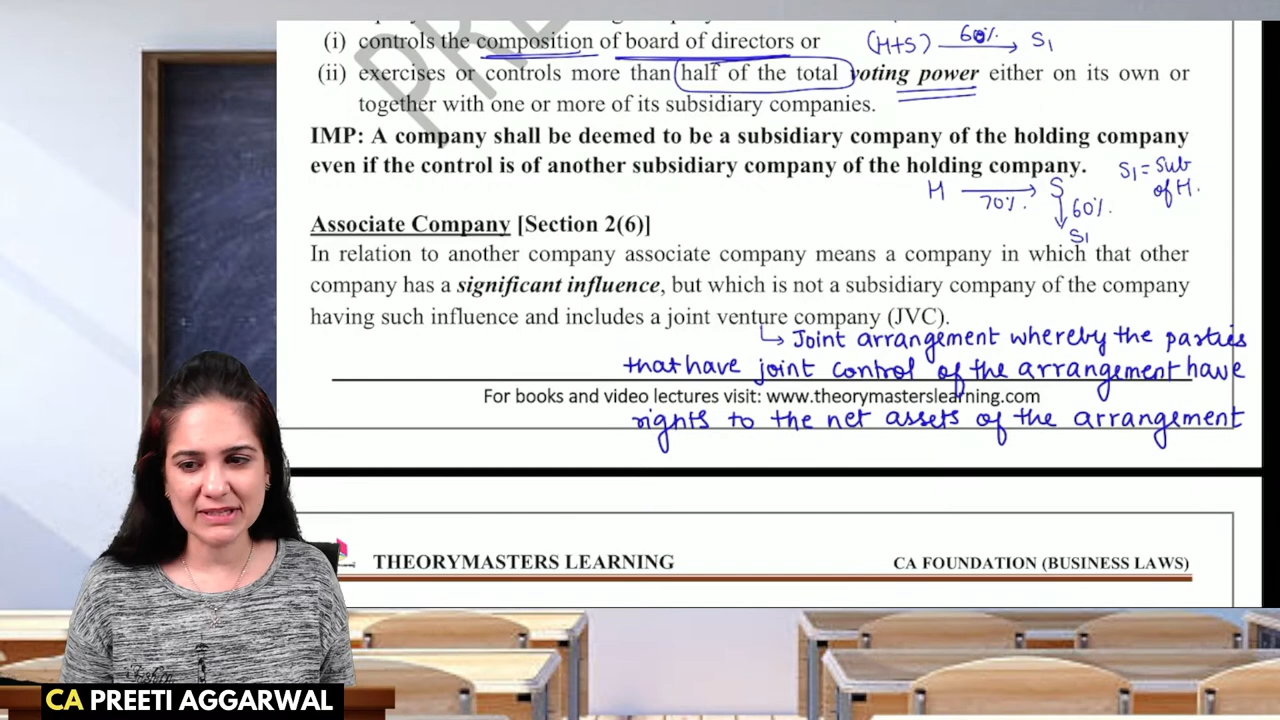 (i) controls the composition of board of directors or
(H+S) 60% → S1
(ii) exercises or controls more than half of the total voting power either on its own or
together with one or more of its subsidiary companies.
IMP: A company shall be deemed to be a subsidiary company of the holding company
even if the control is of another subsidiary company of the holding company.
S1 = Sub
of H.
H → S
70%.
60%.
S1
Associate Company [Section 2(6)]
In relation to another company associate company means a company in which that other
company has a significant influence, but which is not a subsidiary company of the company
having such influence and includes a joint venture company (JVC).
↳ Joint arrangement whereby the parties
that have joint control of the arrangement have
For books and video lectures visit: www.theorymasterslearning.com
rights to the net assets of the arrangement
THEORYMASTERS LEARNING
CA FOUNDATION (BUSINESS LAWS)
CA PREETI AGGARWAL